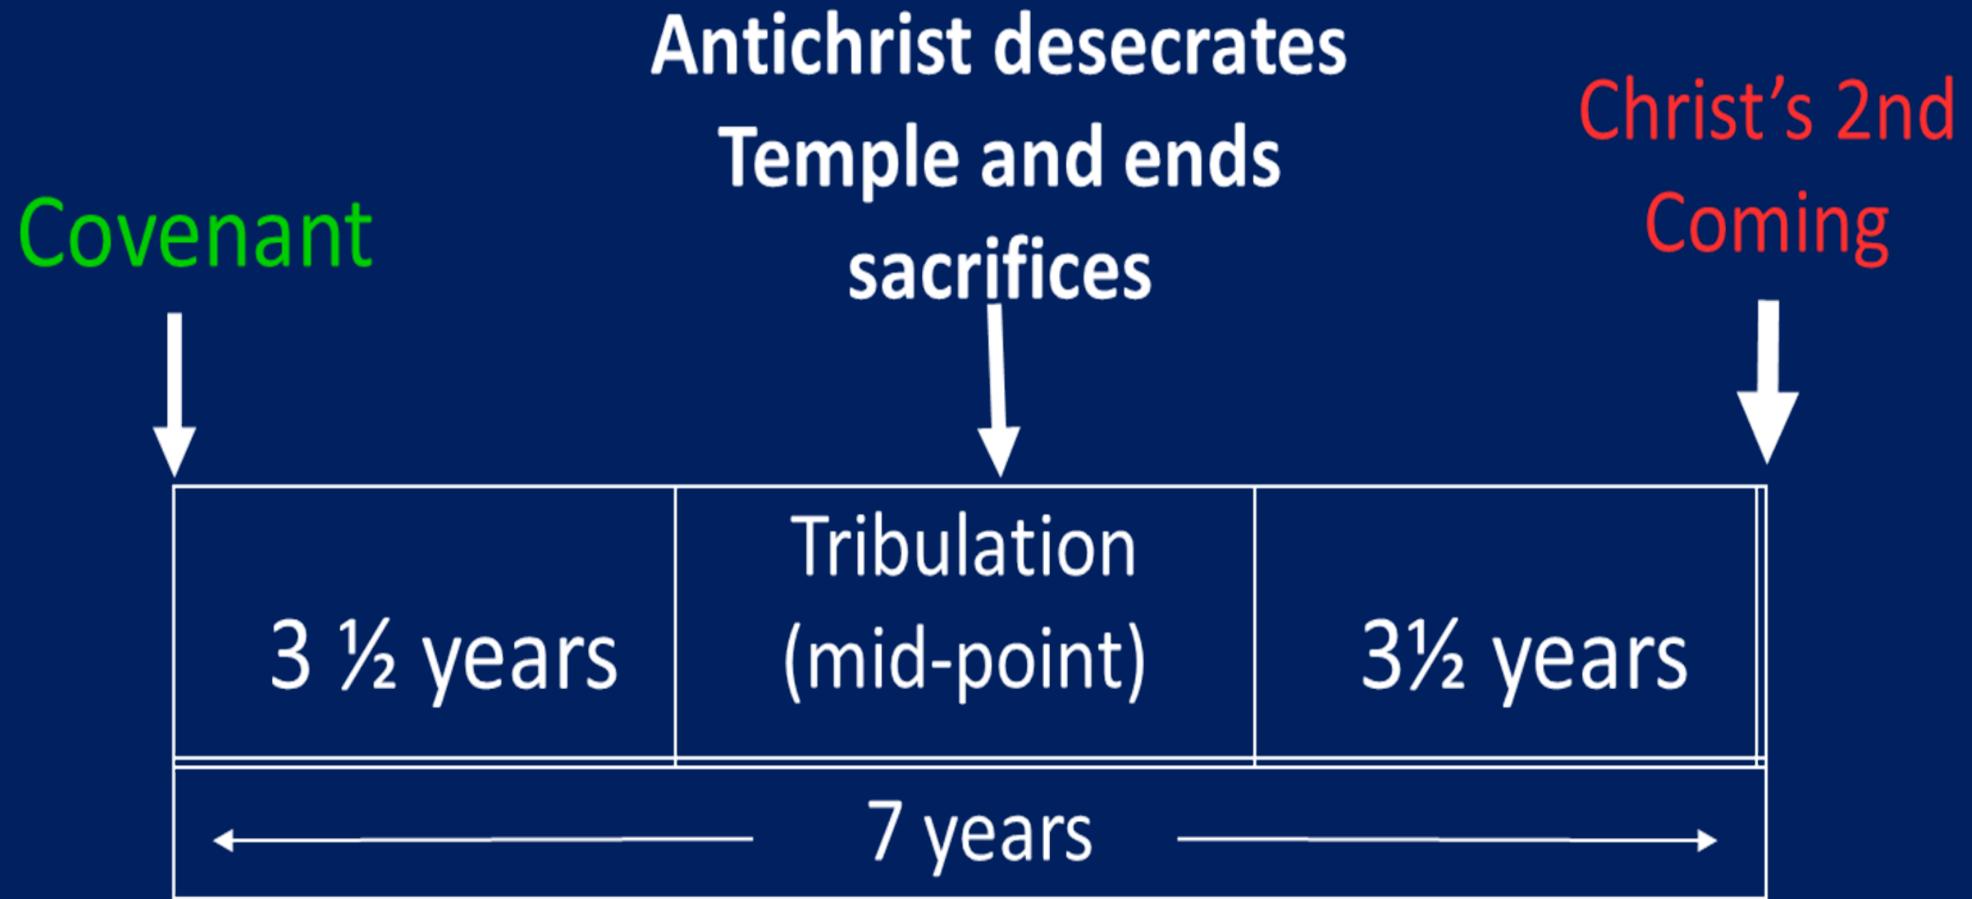 Antichrist desecrates
Temple and ends
sacrifices
Christ's 2nd
Coming
Covenant
Tribulation
(mid-point)
3 ½ years
3½ years
7 years